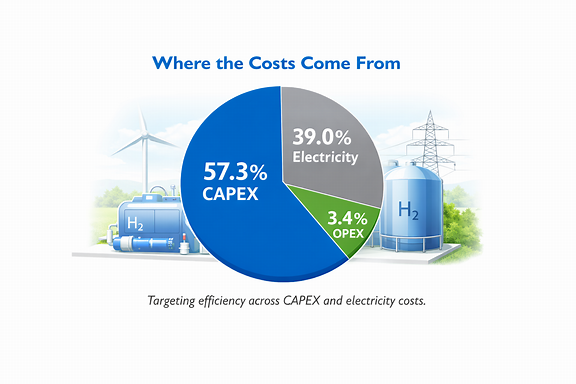 Where the Costs Come From
39.0%
Electricity
57.3%
CAPEX
3.4%
OPEX
H2
H2
Targeting efficiency across CAPEX and electricity costs.